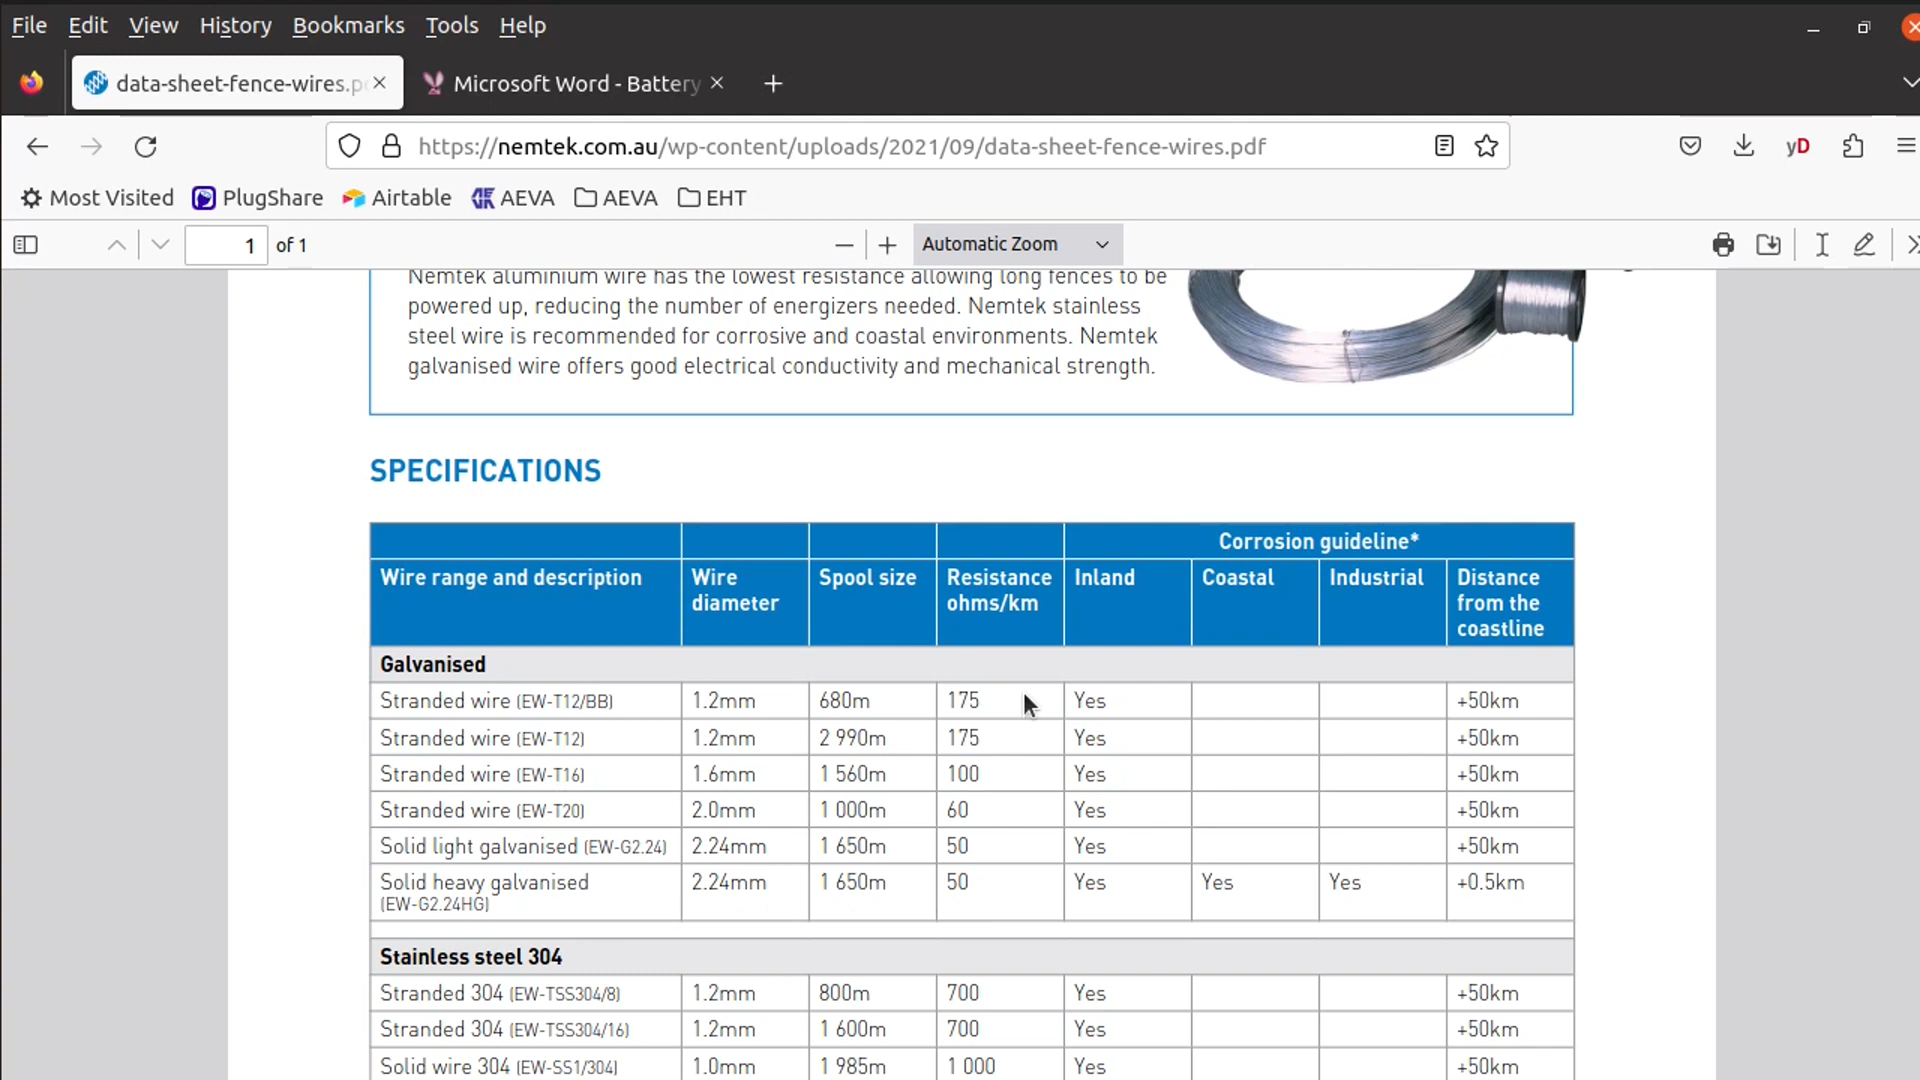 File Edit View History Bookmarks Tools Help
data-sheet-fence-wires.p
Microsoft Word - Battery
https://nemtek.com.au/wp-content/uploads/2021/09/data-sheet-fence-wires.pdf
yD
Most Visited PlugShare Airtable AEVA AEVA EHT
1 of 1 Automatic Zoom
Nemtek aluminium wire has the lowest resistance allowing long fences to be
powered up, reducing the number of energizers needed. Nemtek stainless
steel wire is recommended for corrosive and coastal environments. Nemtek
galvanised wire offers good electrical conductivity and mechanical strength.
SPECIFICATIONS
Corrosion guideline*
Wire range and description Wire diameter Spool size Resistance ohms/km Inland Coastal Industrial Distance from the coastline
Galvanised
Stranded wire (EW-T12/BB) 1.2mm 680m 175 Yes +50km
Stranded wire (EW-T12) 1.2mm 2 990m 175 Yes +50km
Stranded wire (EW-T16) 1.6mm 1 560m 100 Yes +50km
Stranded wire (EW-T20) 2.0mm 1 000m 60 Yes +50km
Solid light galvanised (EW-G2.24) 2.24mm 1 650m 50 Yes +50km
Solid heavy galvanised (EW-G2.24HG) 2.24mm 1 650m 50 Yes Yes Yes +0.5km
Stainless steel 304
Stranded 304 (EW-TSS304/8) 1.2mm 800m 700 Yes +50km
Stranded 304 (EW-TSS304/16) 1.2mm 1 600m 700 Yes +50km
Solid wire 304 (EW-SS1/304) 1.0mm 1 985m 1 000 Yes +50km